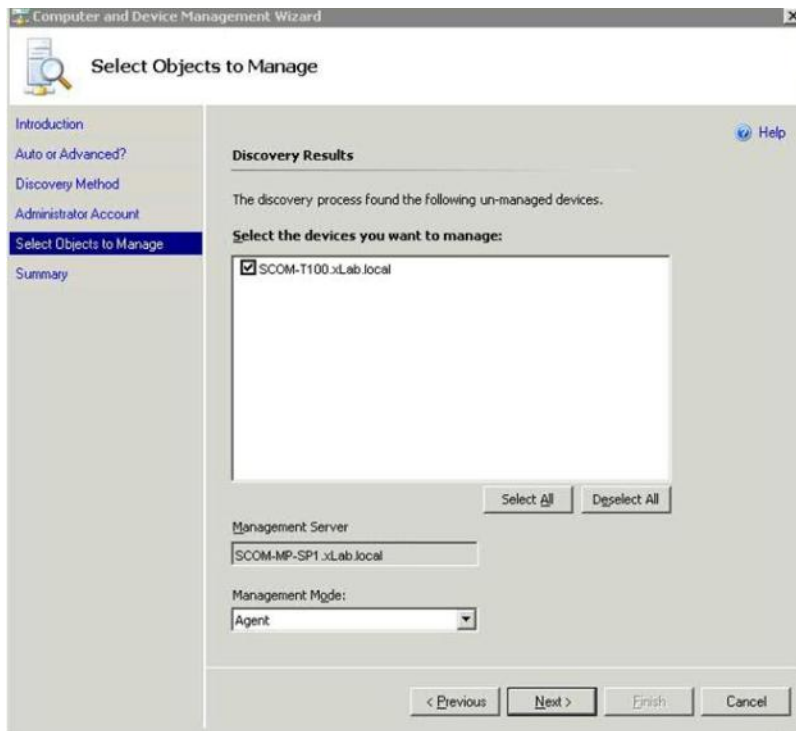 Computer and Device Management Wizard
Select Objects to Manage
Introduction
Auto or Advanced?
Discovery Method
Administrator Account
Select Objects to Manage
Summary
Help
Discovery Results
The discovery process found the following un-managed devices.
Select the devices you want to manage:
SCOM-T100.xLab.local
Select All
Deselect All
Management Server
SCOM-MP-SP1.xLab.local
Management Mode:
Agent
< Previous
Next >
Finish
Cancel